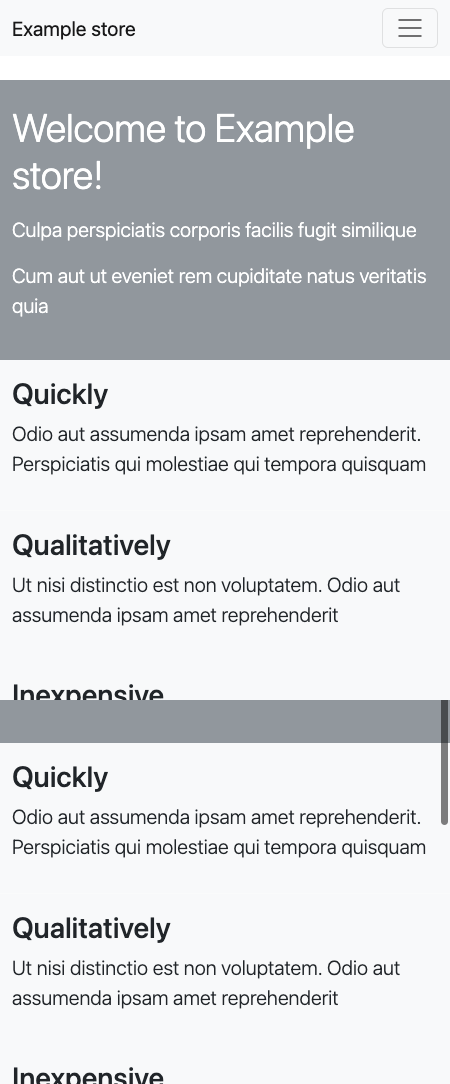 Example store
Welcome to Example
store!
Culpa perspiciatis corporis facilis fugit similique
Cum aut ut eveniet rem cupiditate natus veritatis
quia
Quickly
Odio aut assumenda ipsam amet reprehenderit.
Perspiciatis qui molestiae qui tempora quisquam
Qualitatively
Ut nisi distinctio est non voluptatem. Odio aut
assumenda ipsam amet reprehenderit
Inexpensive
Quickly
Odio aut assumenda ipsam amet reprehenderit.
Perspiciatis qui molestiae qui tempora quisquam
Qualitatively
Ut nisi distinctio est non voluptatem. Odio aut
assumenda ipsam amet reprehenderit
Inexpensive